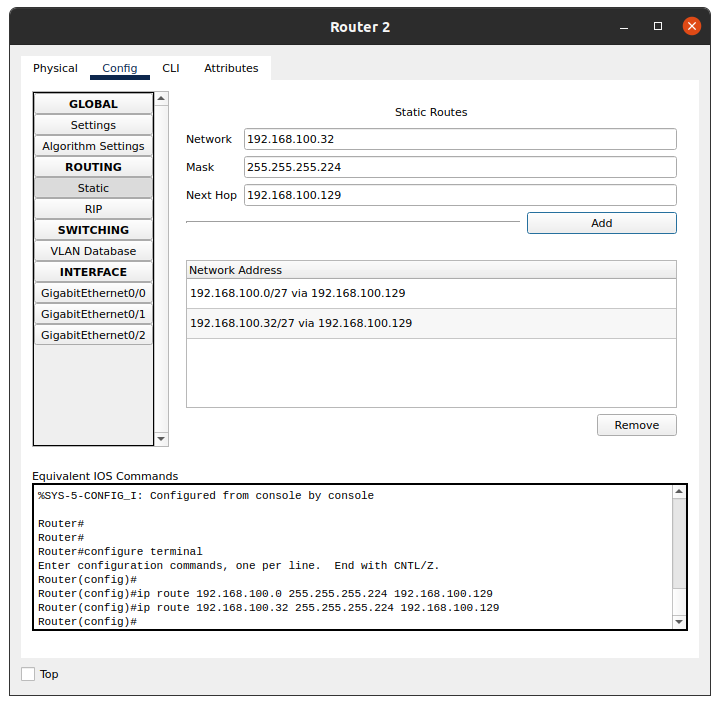 Router 2
Physical Config CLI Attributes
GLOBAL
Settings
Algorithm Settings
ROUTING
Static
RIP
SWITCHING
VLAN Database
INTERFACE
GigabitEthernet0/0
GigabitEthernet0/1
GigabitEthernet0/2
Static Routes
Network 192.168.100.32
Mask 255.255.255.224
Next Hop 192.168.100.129
Add
Network Address
192.168.100.0/27 via 192.168.100.129
192.168.100.32/27 via 192.168.100.129
Remove
Equivalent IOS Commands
%SYS-5-CONFIG_I: Configured from console by console
Router#
Router#
Router#configure terminal
Enter configuration commands, one per line.  End with CNTL/Z.
Router(config)#
Router(config)#ip route 192.168.100.0 255.255.255.224 192.168.100.129
Router(config)#ip route 192.168.100.32 255.255.255.224 192.168.100.129
Router(config)#
Top